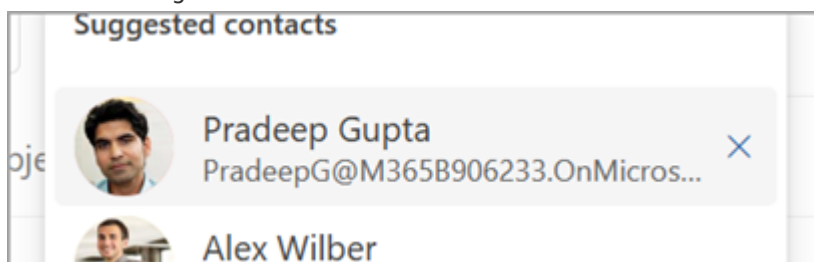 Suggested contacts
Pradeep Gupta
PradeepG@M365B906233.OnMicros...
Alex Wilber